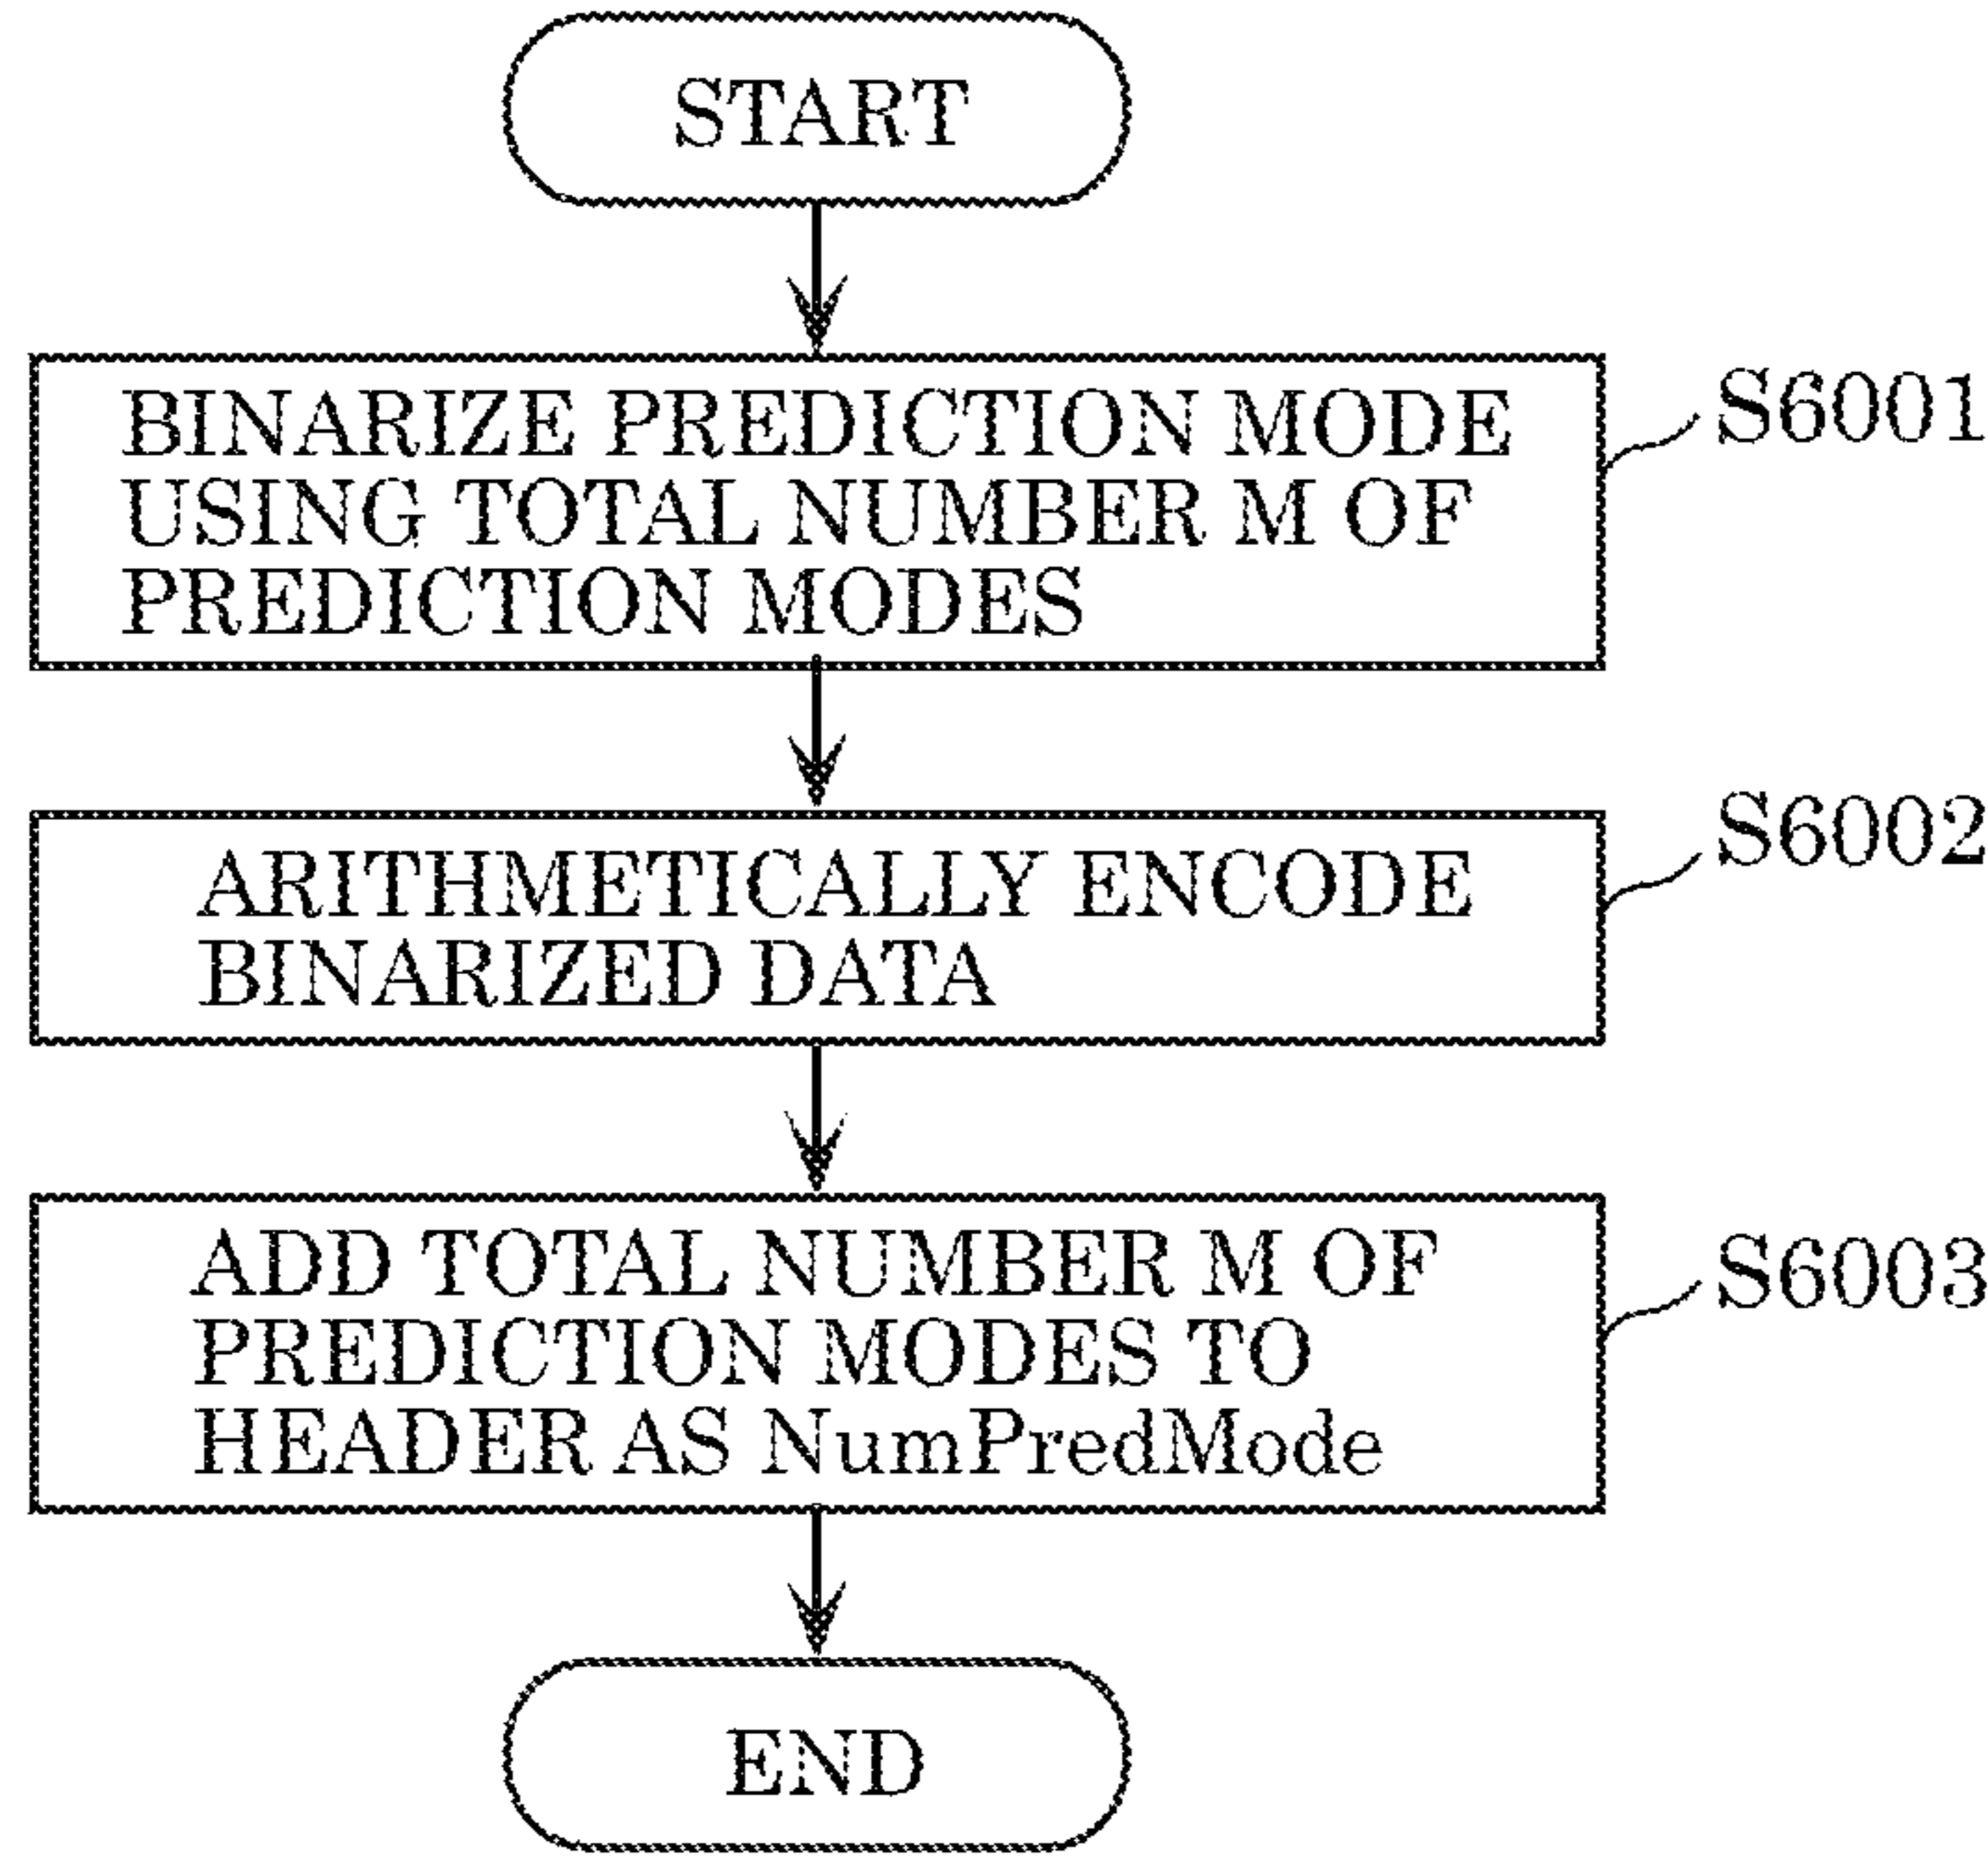 START
BINARIZE PREDICTION MODE
USING TOTAL NUMBER M OF
PREDICTION MODES
S6001
ARITHMETICALLY ENCODE
BINARIZED DATA
S6002
ADD TOTAL NUMBER M OF
PREDICTION MODES TO
HEADER AS NumPredMode
S6003
END